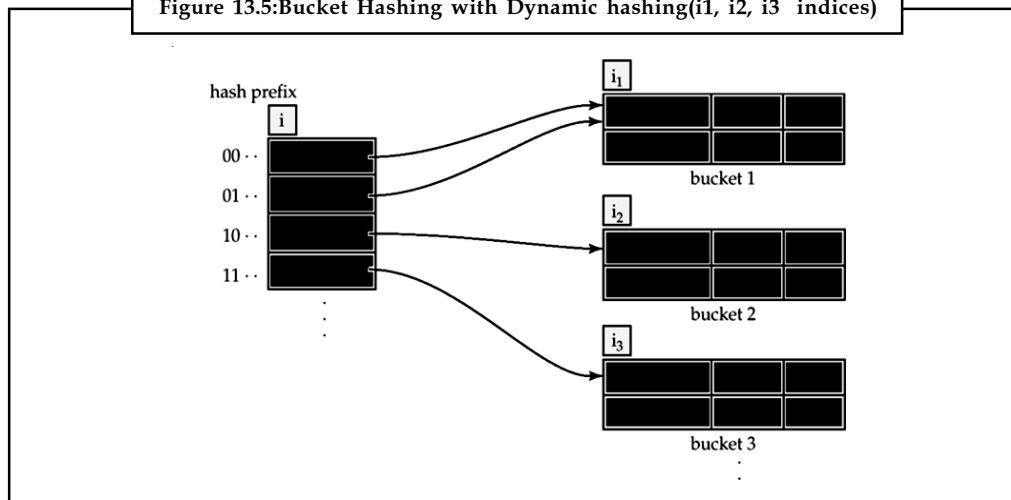 Figure 13.5:Bucket Hashing with Dynamic hashing(i1, i2, i3 indices)
hash prefix
i
00··
01··
10··
11··
i1
bucket 1
i2
bucket 2
i3
bucket 3